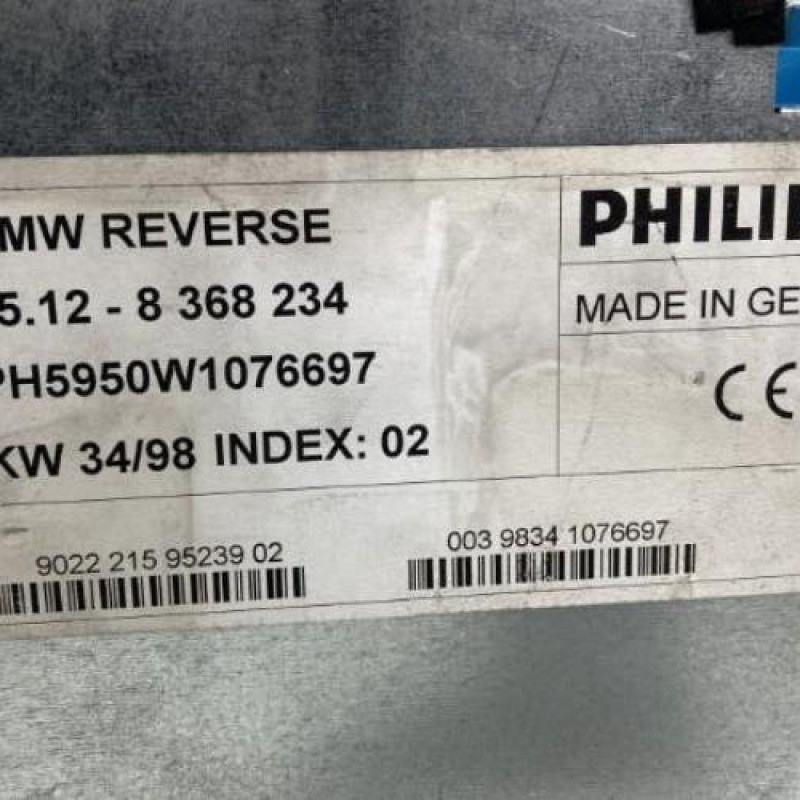 MW REVERSE
5.12 - 8 368 234
PH5950W1076697
KW 34/98 INDEX: 02
PHILI
MADE IN GE
CE
9022 215 95239 02
003 9834 1076697